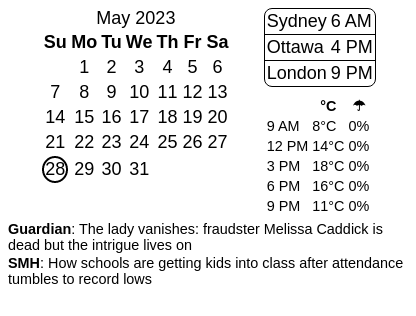 May 2023
Su Mo Tu We Th Fr Sa
1 2 3 4 5 6
7 8 9 10 11 12 13
14 15 16 17 18 19 20
21 22 23 24 25 26 27
28 29 30 31
Sydney 6 AM
Ottawa 4 PM
London 9 PM
°C ☂
9 AM 8°C 0%
12 PM 14°C 0%
3 PM 18°C 0%
6 PM 16°C 0%
9 PM 11°C 0%
Guardian: The lady vanishes: fraudster Melissa Caddick is
dead but the intrigue lives on
SMH: How schools are getting kids into class after attendance
tumbles to record lows